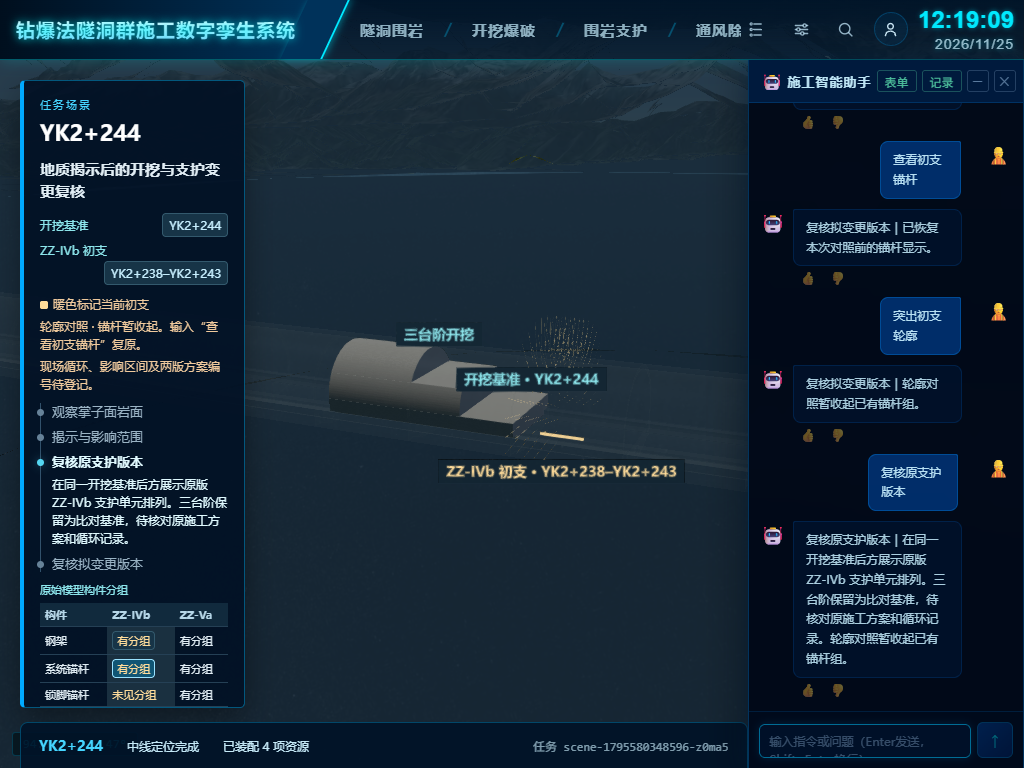 钻爆法隧洞群施工数字孪生系统
隧洞围岩 / 开挖爆破 / 围岩支护 / 通风除
12:19:09
2026/11/25
任务场景
YK2+244
地质揭示后的开挖与支护变
更复核
开挖基准 YK2+244
ZZ-IVb 初支
YK2+238—YK2+243
暖色标记当前初支
轮廓对照 · 锚杆暂收起。输入“查
看初支锚杆”复原。
现场循环、影响区间及两版方案编
号待登记。
观察掌子面岩面
揭示与影响范围
复核原支护版本
在同一开挖基准后方展示原版
ZZ-IVb 支护单元排列。三台阶保
留为比对基准，待核对原施工方
案和循环记录。
复核拟变更版本
原始模型构件分组
构件 ZZ-IVb ZZ-Va
钢架 有分组 有分组
系统锚杆 有分组 有分组
锁脚锚杆 未见分组 有分组
三台阶开挖
开挖基准 • YK2+244
ZZ-IVb 初支 • YK2+238—YK2+243
YK2+244 中线定位完成 已装配 4 项资源 任务 scene-1795580348596-z0ma5
施工智能助手 表单 记录
查看初支
锚杆
复核拟变更版本 | 已恢复
本次对照前的锚杆显示。
突出初支
轮廓
复核拟变更版本 | 轮廓对
照暂收起已有锚杆组。
复核原支护
版本
复核原支护版本 | 在同一
开挖基准后方展示原版
ZZ-IVb 支护单元排列。三
台阶保留为比对基准，待
核对原施工方案和循环记
录。轮廓对照暂收起已有
锚杆组。
输入指令或问题（Enter发送，